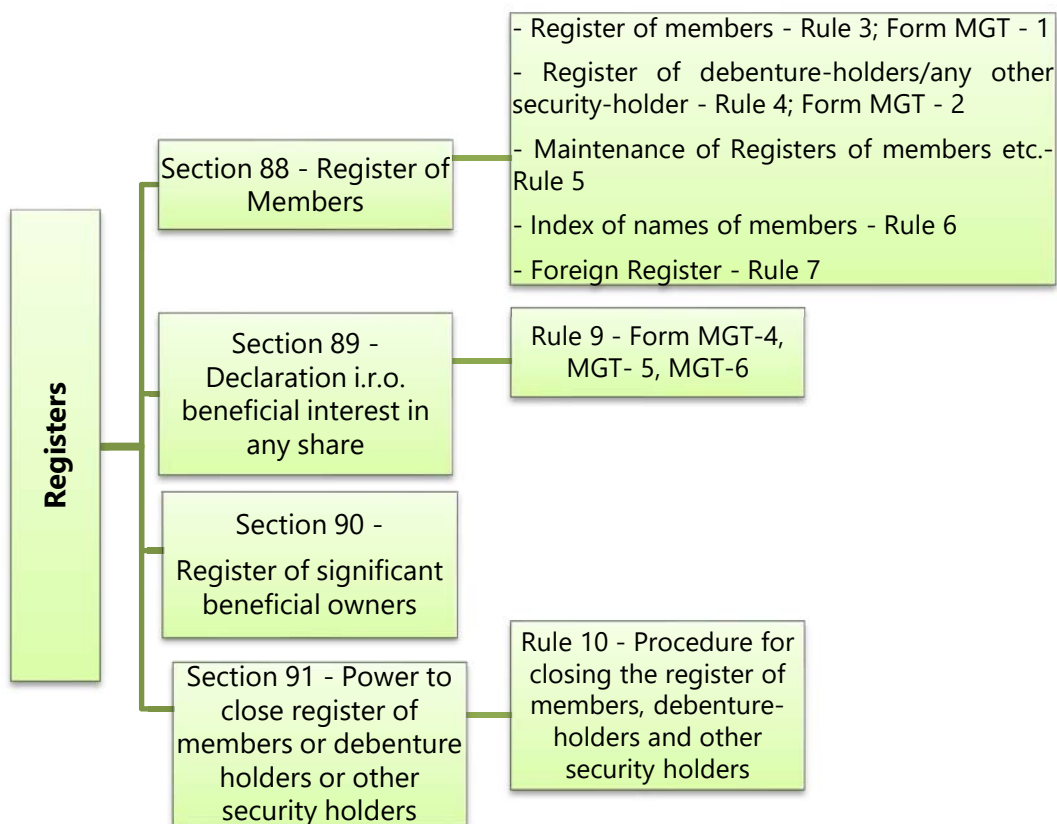 Registers
Section 88 - Register of
Members
- Register of members - Rule 3; Form MGT - 1
- Register of debenture-holders/any other
security-holder - Rule 4; Form MGT - 2
- Maintenance of Registers of members etc.-
Rule 5
- Index of names of members - Rule 6
- Foreign Register - Rule 7
Section 89 -
Declaration i.r.o.
beneficial interest in
any share
Rule 9 - Form MGT-4,
MGT- 5, MGT-6
Section 90 -
Register of significant
beneficial owners
Section 91 - Power to
close register of
members or debenture
holders or other
security holders
Rule 10 - Procedure for
closing the register of
members, debenture-
holders and other
security holders